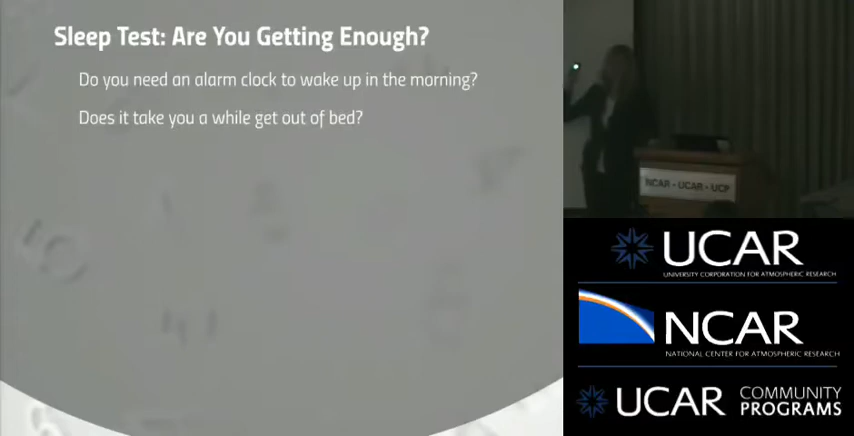 Sleep Test: Are You Getting Enough?
Do you need an alarm clock to wake up in the morning?
Does it take you a while get out of bed?
NCAR - UCAR - UCP
UCAR
UNIVERSITY CORPORATION FOR ATMOSPHERIC RESEARCH
NCAR
NATIONAL CENTER FOR ATMOSPHERIC RESEARCH
UCAR COMMUNITY PROGRAMS